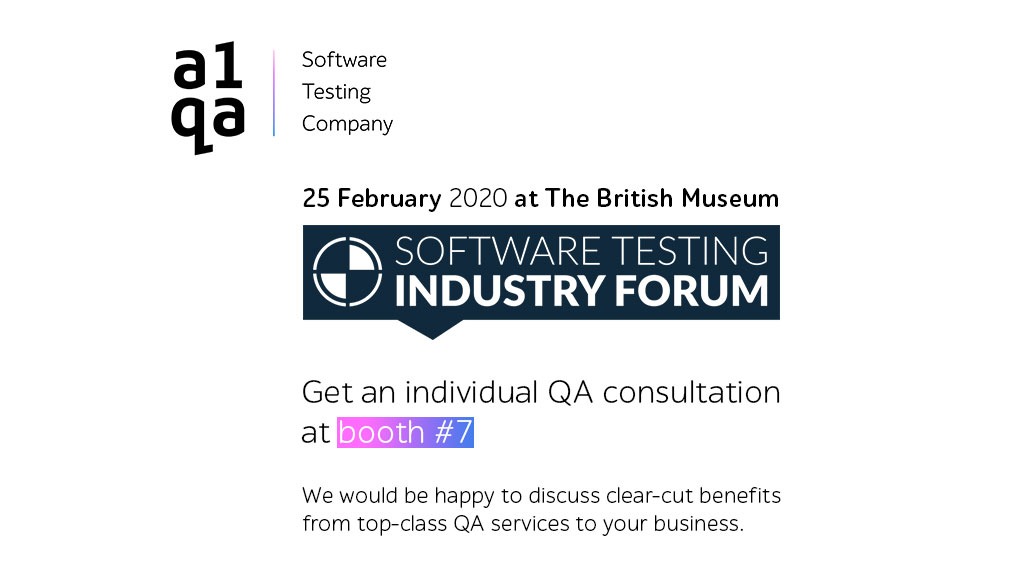 a1
qa
Software
Testing
Company
25 February 2020 at The British Museum
SOFTWARE TESTING
INDUSTRY FORUM
Get an individual QA consultation
at booth #7
We would be happy to discuss clear-cut benefits
from top-class QA services to your business.